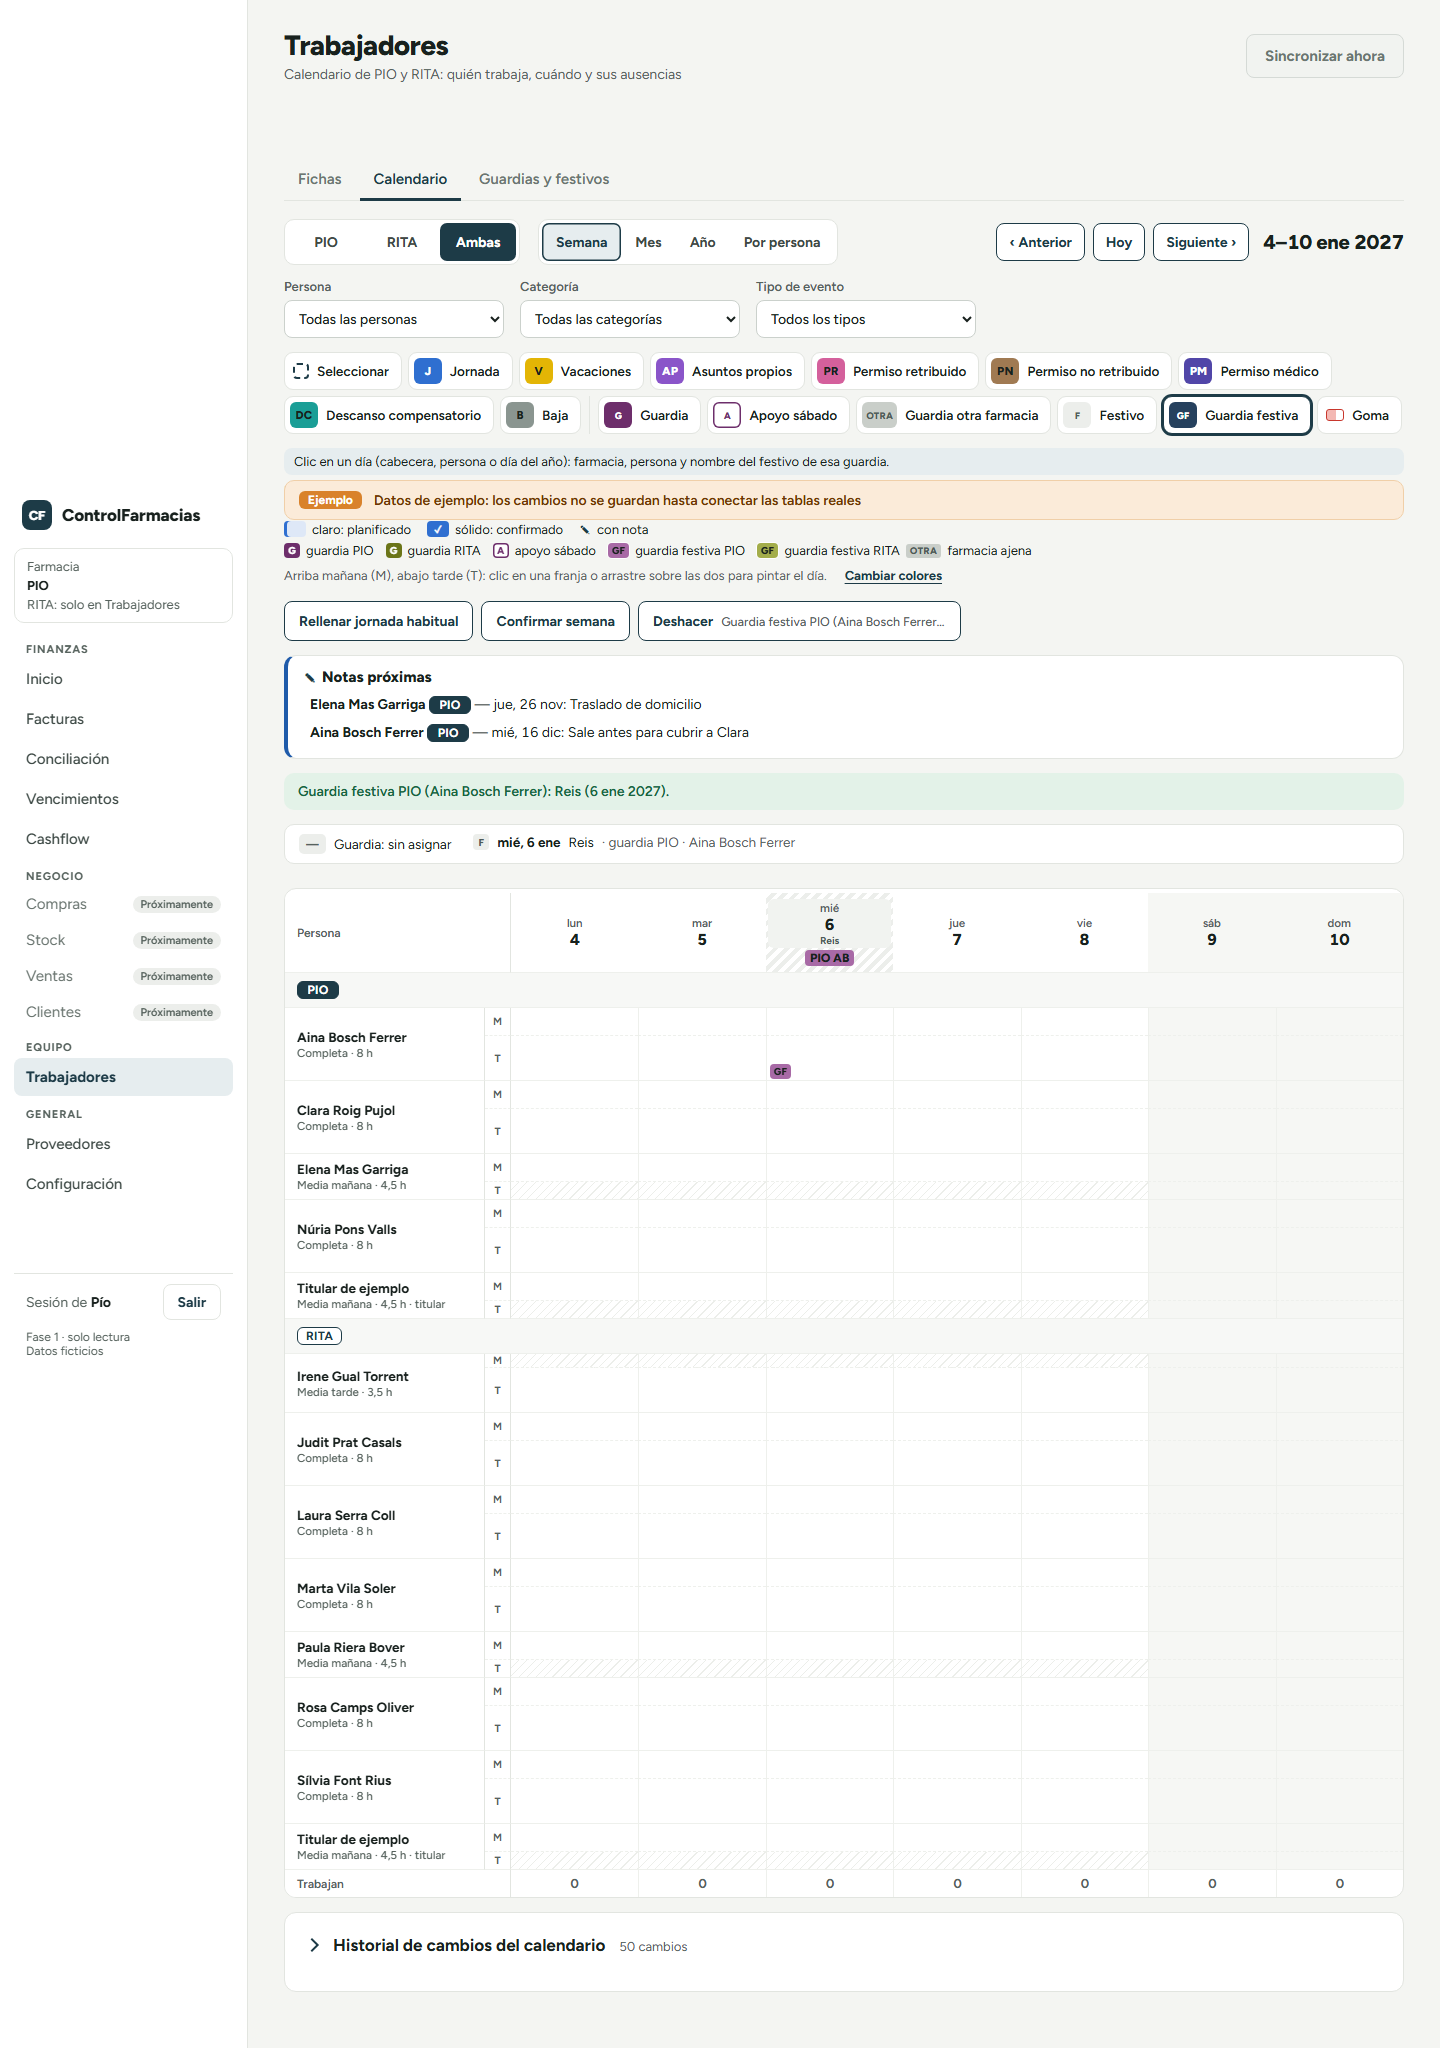 Trabajadores
Calendario de PIO y RITA: quién trabaja, cuándo y sus ausencias
Sincronizar ahora
Fichas Calendario Guardias y festivos
PIO RITA Ambas Semana Mes Año Por persona ‹ Anterior Hoy Siguiente › 4–10 ene 2027
Persona Categoría Tipo de evento
Todas las personas Todas las categorías Todos los tipos
Seleccionar J Jornada V Vacaciones AP Asuntos propios PR Permiso retribuido PN Permiso no retribuido PM Permiso médico
DC Descanso compensatorio B Baja G Guardia A Apoyo sábado OTRA Guardia otra farmacia F Festivo GF Guardia festiva Goma
Clic en un día (cabecera, persona o día del año): farmacia, persona y nombre del festivo de esa guardia.
Ejemplo Datos de ejemplo: los cambios no se guardan hasta conectar las tablas reales
claro: planificado ✓ sólido: confirmado con nota
G guardia PIO G guardia RITA A apoyo sábado GF guardia festiva PIO GF guardia festiva RITA OTRA farmacia ajena
Arriba mañana (M), abajo tarde (T): clic en una franja o arrastre sobre las dos para pintar el día. Cambiar colores
Rellenar jornada habitual Confirmar semana Deshacer Guardia festiva PIO (Aina Bosch Ferrer...
Notas próximas
Elena Mas Garriga PIO — jue, 26 nov: Traslado de domicilio
Aina Bosch Ferrer PIO — mié, 16 dic: Sale antes para cubrir a Clara
Guardia festiva PIO (Aina Bosch Ferrer): Reis (6 ene 2027).
— Guardia: sin asignar F mié, 6 ene Reis · guardia PIO · Aina Bosch Ferrer
CF ControlFarmacias
Farmacia
PIO
RITA: solo en Trabajadores
FINANZAS
Inicio
Facturas
Conciliación
Vencimientos
Cashflow
NEGOCIO
Compras Próximamente
Stock Próximamente
Ventas Próximamente
Clientes Próximamente
EQUIPO
Trabajadores
GENERAL
Proveedores
Configuración
Sesión de Pío Salir
Fase 1 · solo lectura
Datos ficticios
Persona
lun 4
mar 5
mié 6 Reis PIO AB
jue 7
vie 8
sáb 9
dom 10
PIO
Aina Bosch Ferrer M
Completa · 8 h T
GF
Clara Roig Pujol M
Completa · 8 h T
Elena Mas Garriga M
Media mañana · 4,5 h T
Núria Pons Valls M
Completa · 8 h T
Titular de ejemplo M
Media mañana · 4,5 h · titular T
RITA
Irene Gual Torrent M
Media tarde · 3,5 h T
Judit Prat Casals M
Completa · 8 h T
Laura Serra Coll M
Completa · 8 h T
Marta Vila Soler M
Completa · 8 h T
Paula Riera Bover M
Media mañana · 4,5 h T
Rosa Camps Oliver M
Completa · 8 h T
Sílvia Font Rius M
Completa · 8 h T
Titular de ejemplo M
Media mañana · 4,5 h · titular T
Trabajan 0 0 0 0 0 0 0
Historial de cambios del calendario 50 cambios